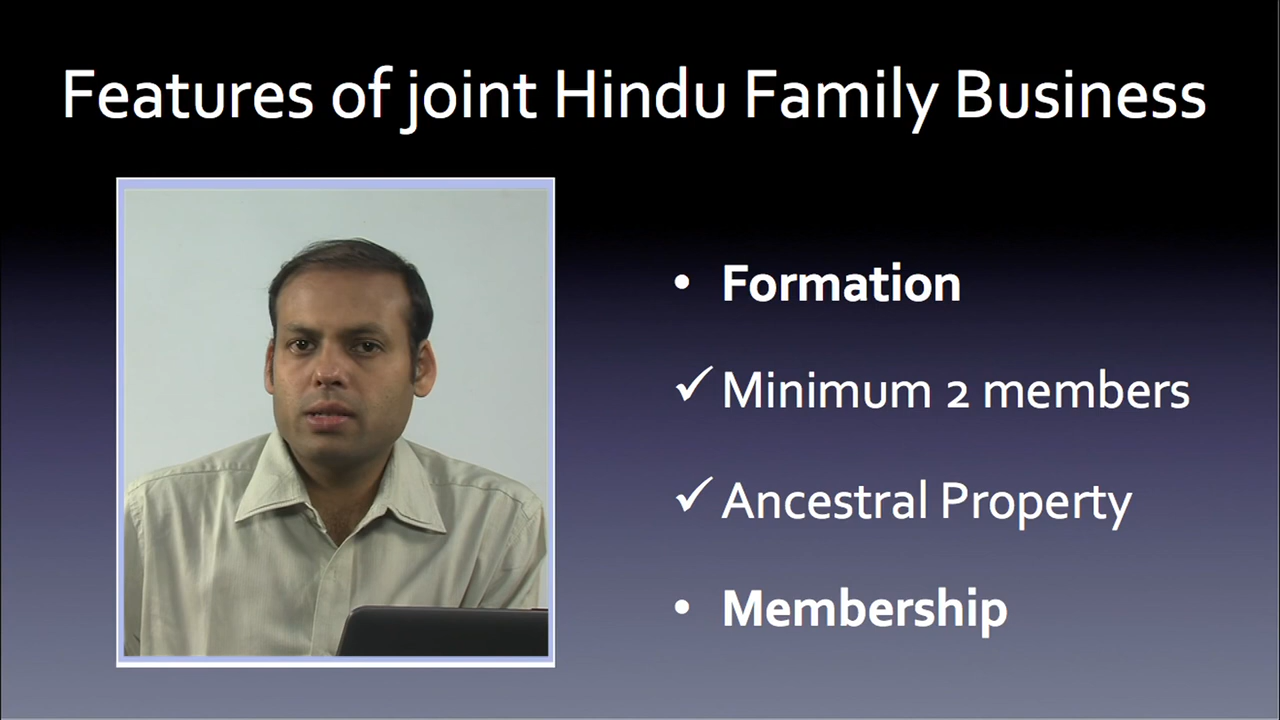 Features of joint Hindu Family Business
• Formation
✓ Minimum 2 members
✓ Ancestral Property
• Membership